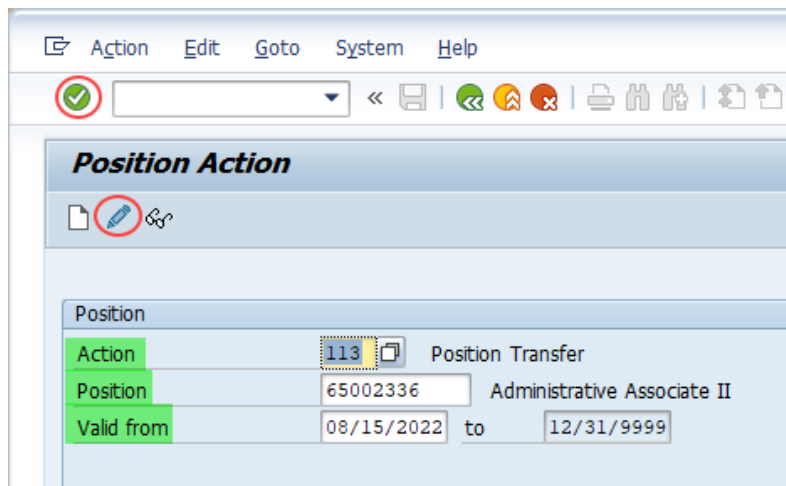 Action Edit Goto System Help
Position Action
Position
Action 113 Position Transfer
Position 65002336 Administrative Associate II
Valid from 08/15/2022 to 12/31/9999